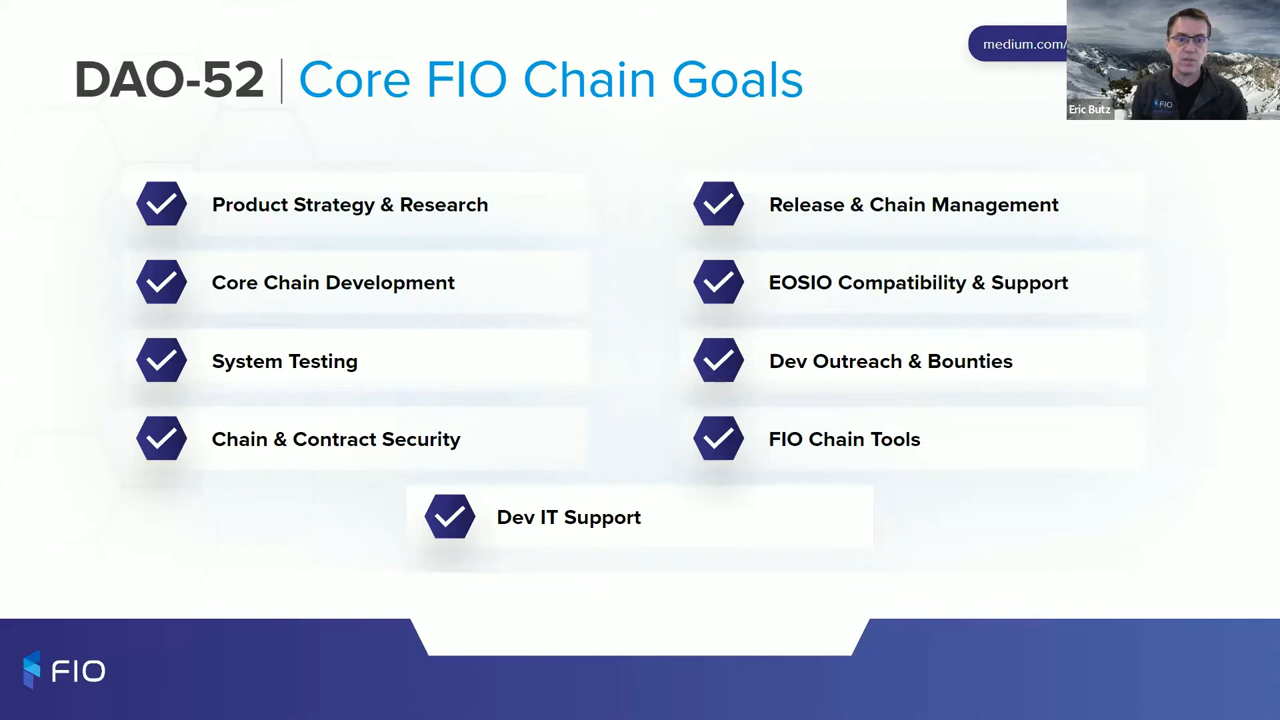 medium.com/
DAO-52 | Core FIO Chain Goals
FIO
Eric Butz
Product Strategy & Research
Release & Chain Management
Core Chain Development
EOSIO Compatibility & Support
System Testing
Dev Outreach & Bounties
Chain & Contract Security
FIO Chain Tools
Dev IT Support
FIO